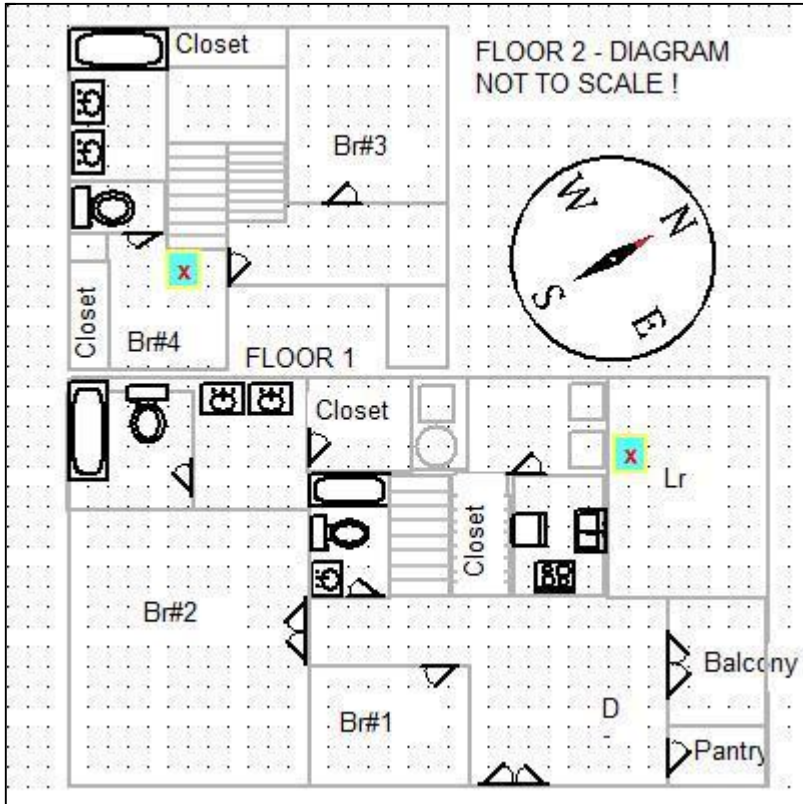 Closet
FLOOR 2 - DIAGRAM
NOT TO SCALE !
Br#3
W
N
S
E
x
Closet
Br#4
FLOOR 1
Closet
x
Lr
Closet
Br#2
Balcony
Br#1
D
Pantry